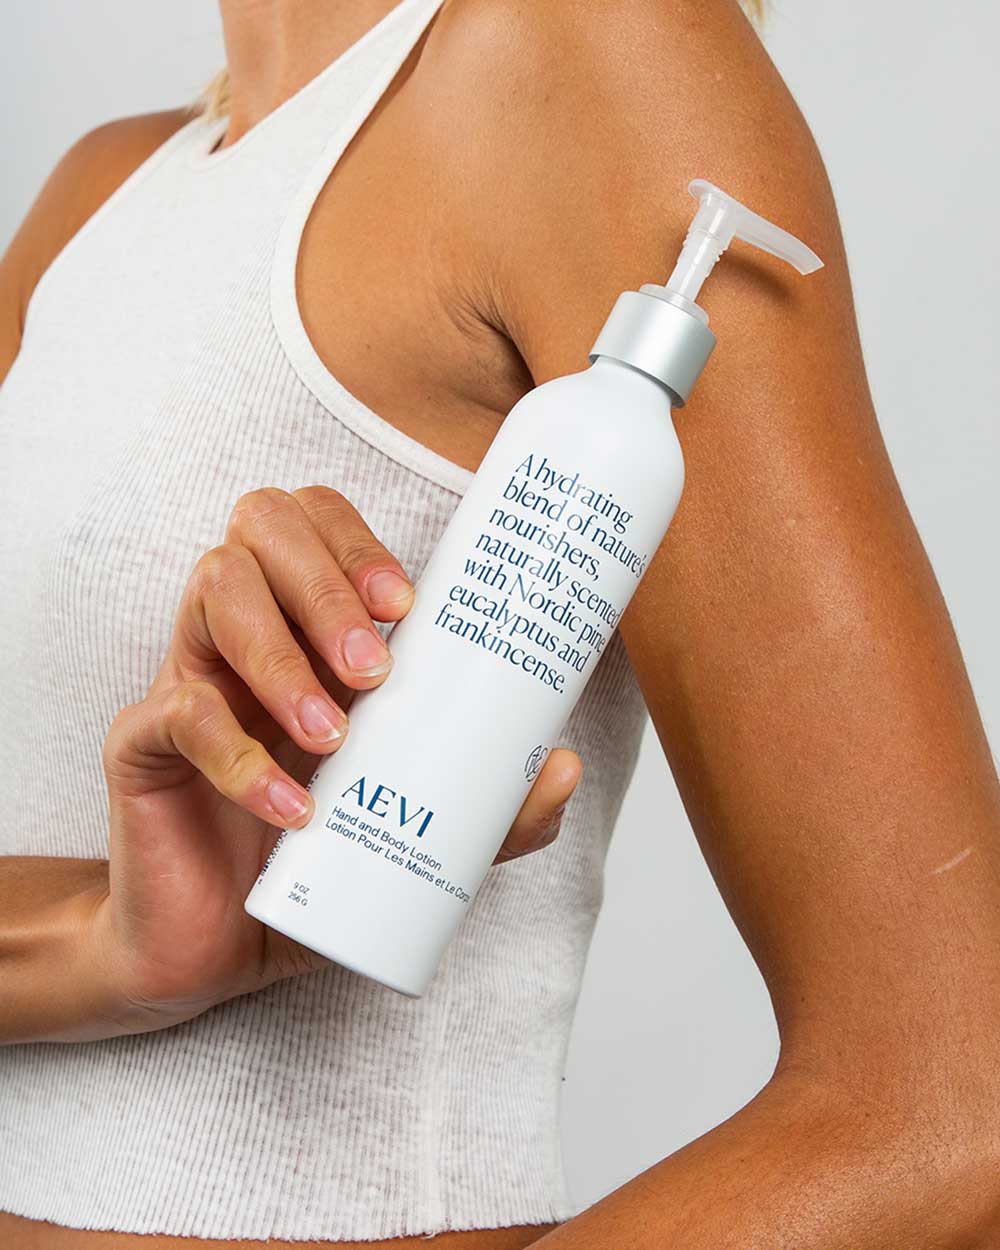 A hydrating
blend of nature's
nourishers,
naturally scented
with Nordic pine,
eucalyptus and
frankincense.
AEVI
Hand and Body Lotion
Lotion Pour Les Mains et Le Corps
9 OZ
256 G